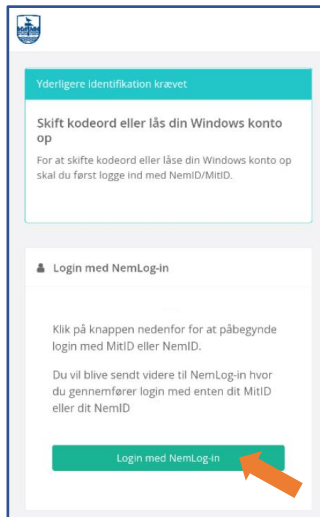 Yderligere identifikation krævet
Skift kodeord eller lås din Windows konto
op
For at skifte kodeord eller låse din Windows konto op
skal du først logge ind med NemID/MitID.
Login med NemLog-in
Klik på knappen nedenfor for at påbegynde
login med MitID eller NemID.
Du vil blive sendt videre til NemLog-in hvor
du gennemfører login med enten dit MitID
eller dit NemID
Login med NemLog-in